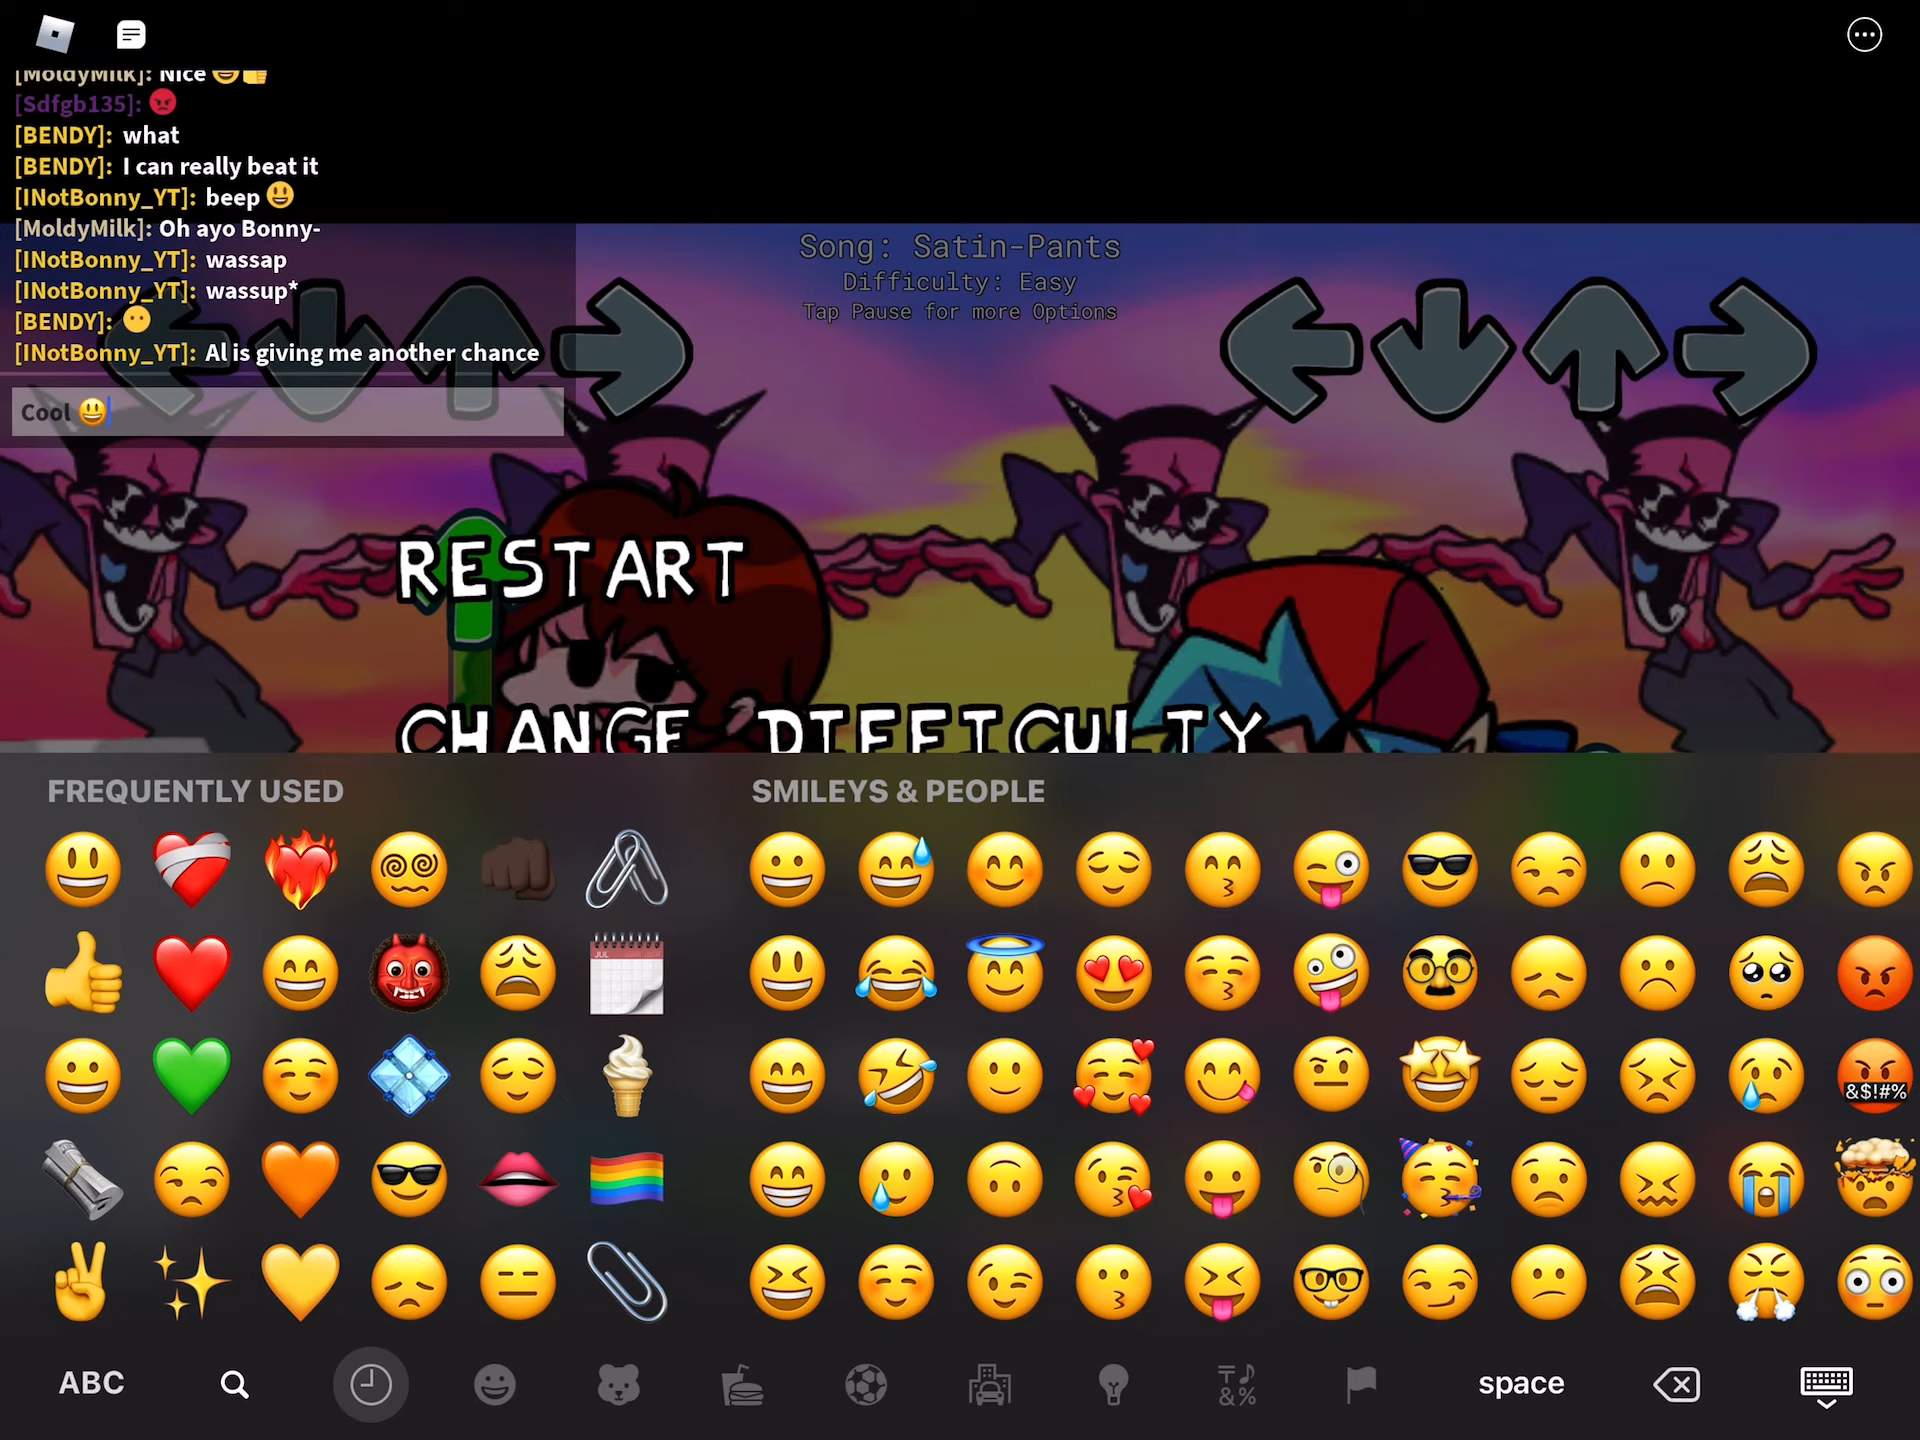 [MoldyMilk]: Nice 😄👍
[Sdfgb135]: 😡
[BENDY]: what
[BENDY]: I can really beat it
[INotBonny_YT]: beep 😃
[MoldyMilk]: Oh ayo Bonny-
[INotBonny_YT]: wassap
[INotBonny_YT]: wassup*
[BENDY]: 😶
[INotBonny_YT]: Al is giving me another chance
Cool 😃
Song: Satin-Pants
Difficulty: Easy
Tap Pause for more Options
RESTART
CHANGE DIFFICULTY
FREQUENTLY USED
SMILEYS & PEOPLE
JUL
&$!#%
ABC
&%
space